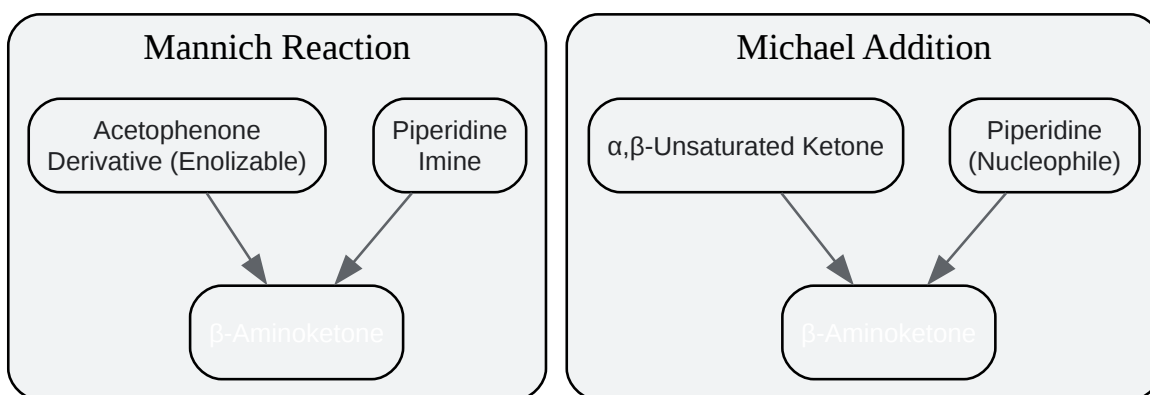 Mannich Reaction
Acetophenone
Derivative (Enolizable)
Piperidine
Imine
β-Aminoketone
Michael Addition
α,β-Unsaturated Ketone
Piperidine
(Nucleophile)
β-Aminoketone